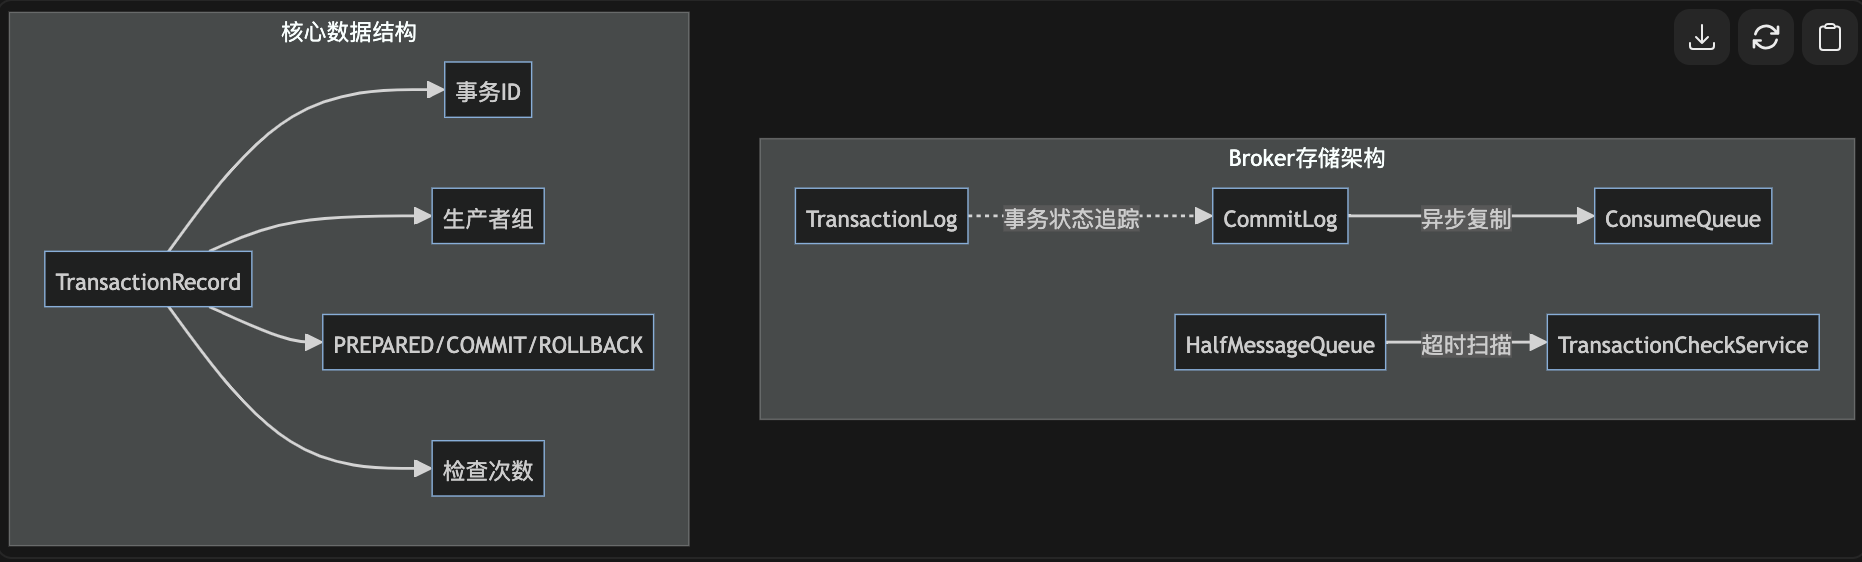 核心数据结构
事务ID
生产者组
TransactionRecord
PREPARED/COMMIT/ROLLBACK
检查次数
Broker存储架构
TransactionLog
事务状态追踪
CommitLog
异步复制
ConsumeQueue
HalfMessageQueue
超时扫描
TransactionCheckService